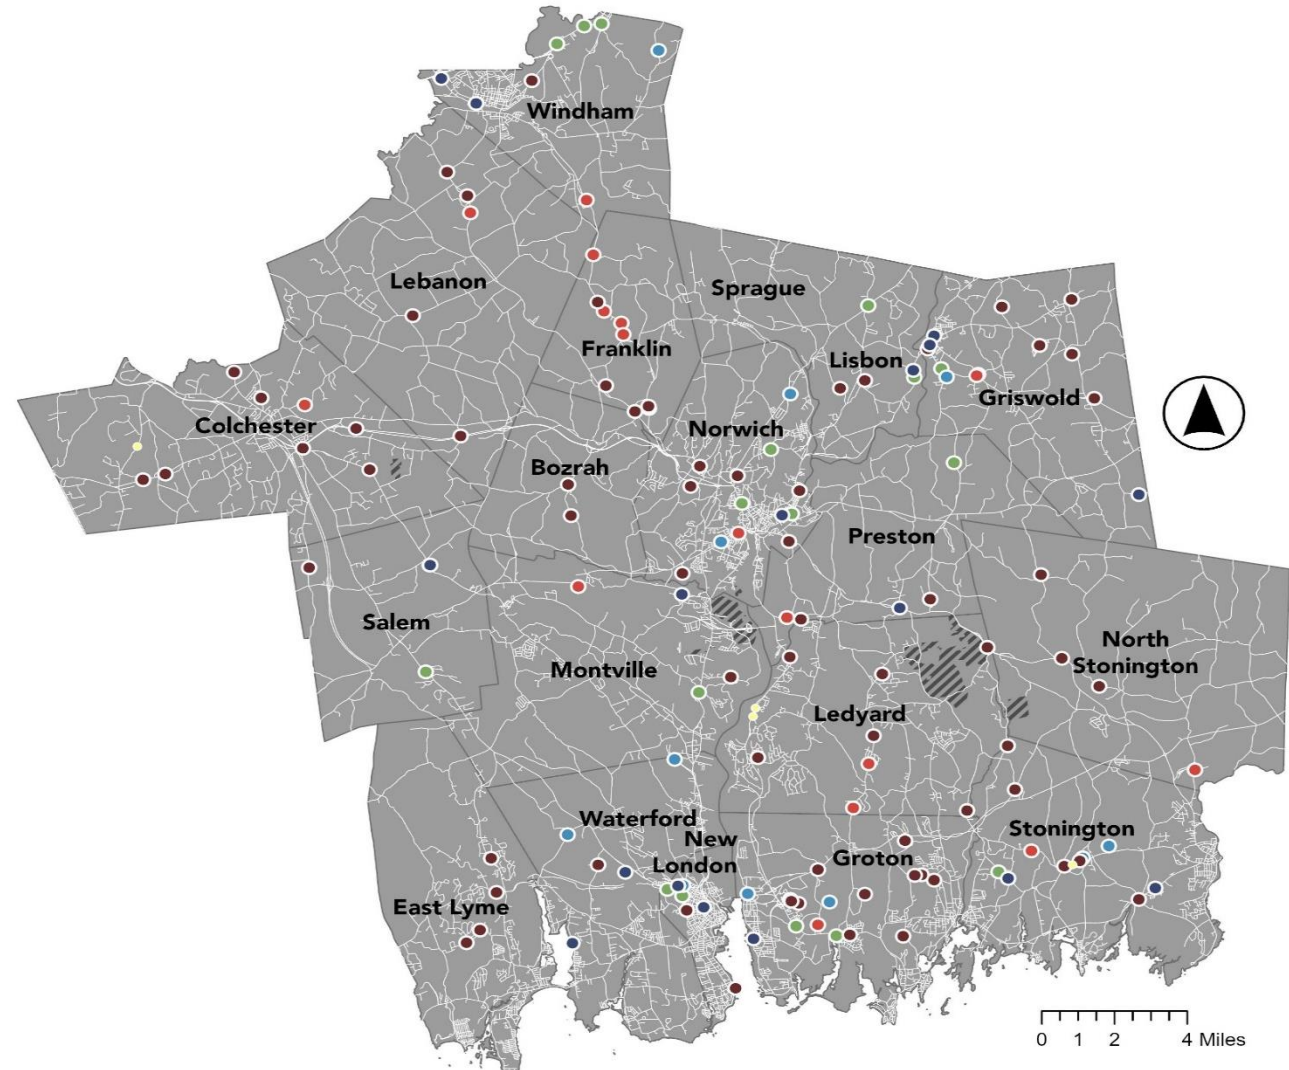 Windham
Lebanon
Sprague
Franklin
Lisbon
Griswold
Colchester
Norwich
Bozrah
Preston
Salem
Montville
North
Stonington
Ledyard
Waterford
New
London
Groton
Stonington
East Lyme
0 1 2 4 Miles